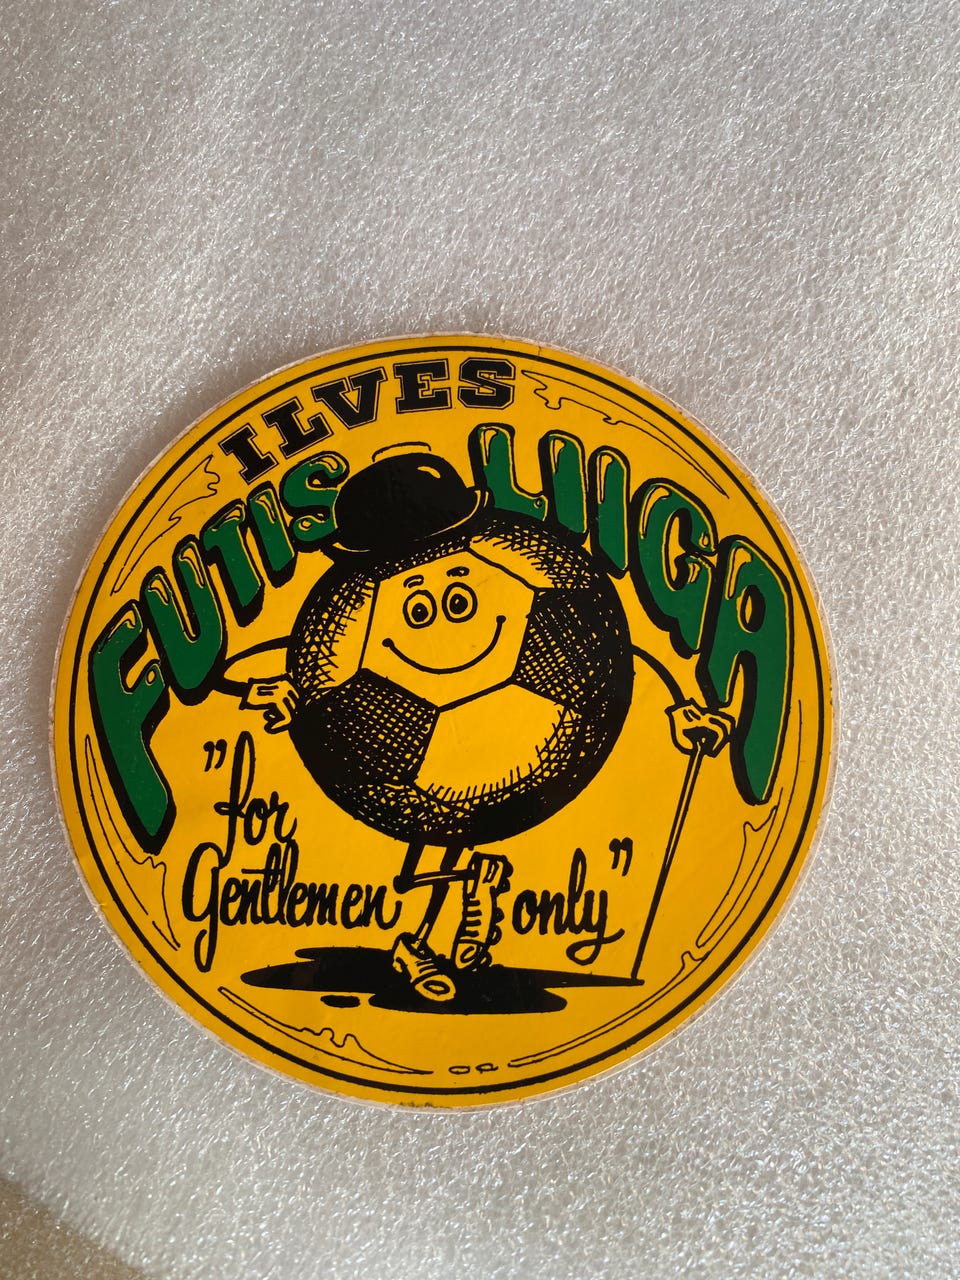 ILVES
FUTIS LIIGA
"for
Gentlemen only"